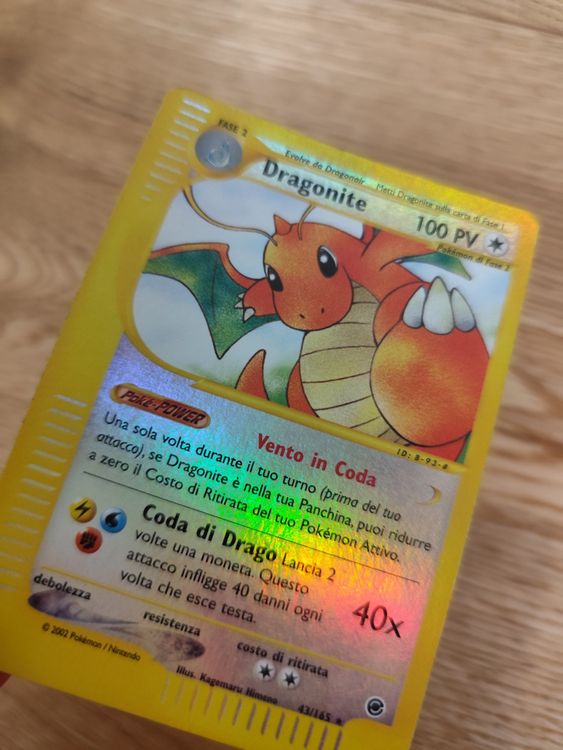 FASE 2
Evolve da Dragonair
Metti Dragonite sulla carta di Fase 1.
Dragonite
100 PV
Pokémon di Fase 2
ID: B-93-#
Poké-POWER
Vento in Coda
Una sola volta durante il tuo turno (prima del tuo
attacco), se Dragonite è nella tua Panchina, puoi ridurre
a zero il Costo di Ritirata del tuo Pokémon Attivo.
Coda di Drago Lancia 2
volte una moneta. Questo
attacco infligge 40 danni ogni
volta che esce testa.
40x
debolezza
resistenza
costo di ritirata
© 2002 Pokémon / Nintendo
Illus. Kagemaru Himeno
43/165 ★